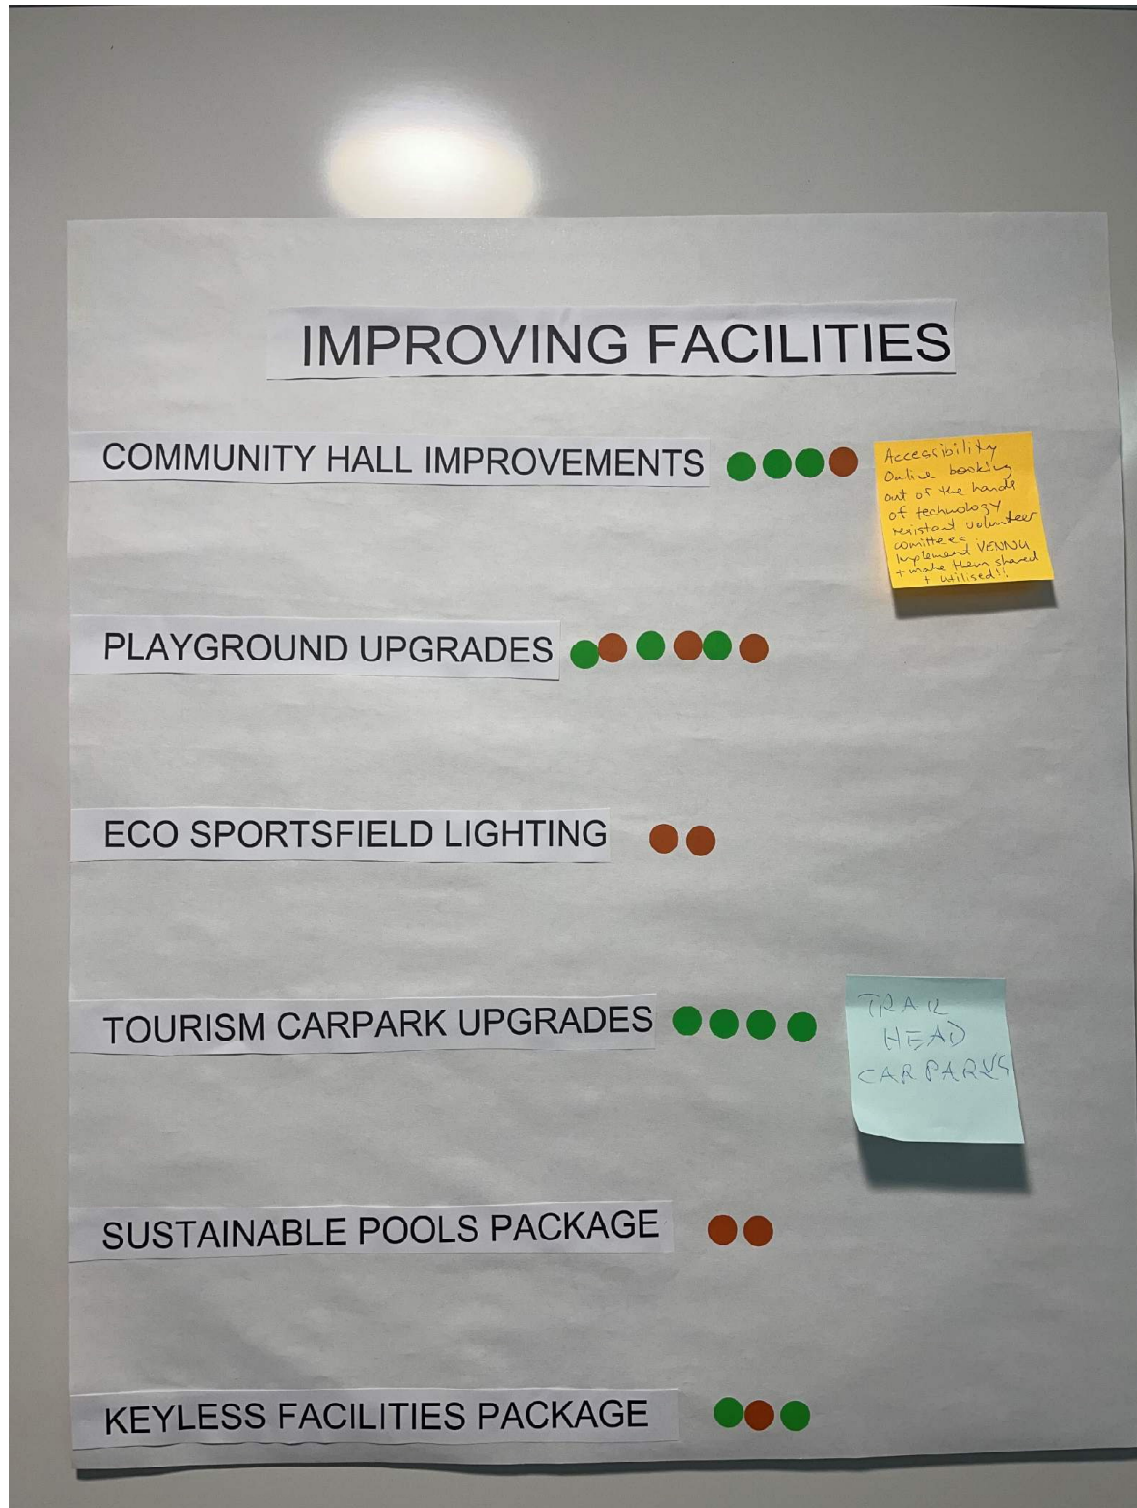 IMPROVING FACILITIES
COMMUNITY HALL IMPROVEMENTS
Accessibility
Online booking
out of the hands
of technology
resistant volunteer
comittees
Implement VENNU
+ make them shared
+ utilised!!
PLAYGROUND UPGRADES
ECO SPORTSFIELD LIGHTING
TOURISM CARPARK UPGRADES
TRAIL
HEAD
CAR PARKS
SUSTAINABLE POOLS PACKAGE
KEYLESS FACILITIES PACKAGE